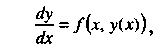 dy/dx = f(x, y(x)),